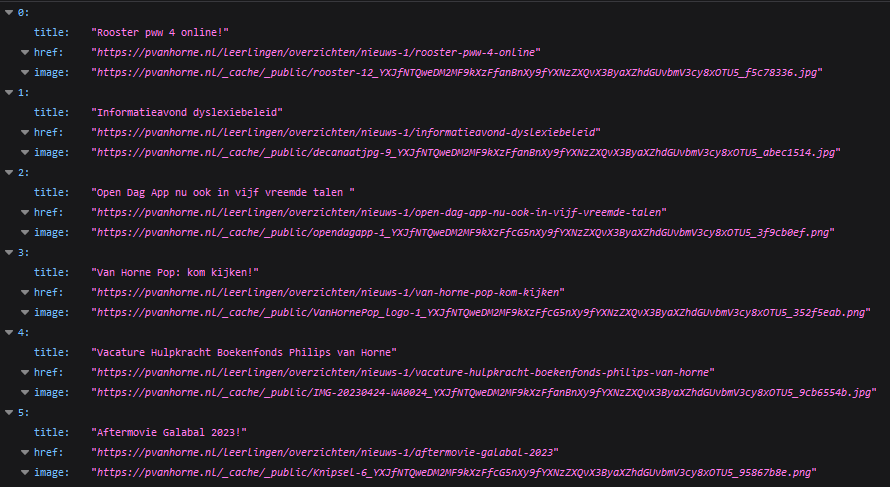 0:
title: "Rooster pww 4 online!"
href: "https://pvanhorne.nl/leerlingen/overzichten/nieuws-1/rooster-pww-4-online"
image: "https://pvanhorne.nl/_cache/_public/rooster-12_YXJfNTQweDM2MF9kXzFfanBnXy9fYXNzZXQvX3ByaXZhdGUvbmV3cy8xOTU5_f5c78336.jpg"
1:
title: "Informatieavond dyslexiebeleid"
href: "https://pvanhorne.nl/leerlingen/overzichten/nieuws-1/informatieavond-dyslexiebeleid"
image: "https://pvanhorne.nl/_cache/_public/decanaatjpg-9_YXJfNTQweDM2MF9kXzFfanBnXy9fYXNzZXQvX3ByaXZhdGUvbmV3cy8xOTU5_abec1514.jpg"
2:
title: "Open Dag App nu ook in vijf vreemde talen "
href: "https://pvanhorne.nl/leerlingen/overzichten/nieuws-1/open-dag-app-nu-ook-in-vijf-vreemde-talen"
image: "https://pvanhorne.nl/_cache/_public/opendagapp-1_YXJfNTQweDM2MF9kXzFfcG5nXy9fYXNzZXQvX3ByaXZhdGUvbmV3cy8xOTU5_3f9cb0ef.png"
3:
title: "Van Horne Pop: kom kijken!"
href: "https://pvanhorne.nl/leerlingen/overzichten/nieuws-1/van-horne-pop-kom-kijken"
image: "https://pvanhorne.nl/_cache/_public/VanHornePop_logo-1_YXJfNTQweDM2MF9kXzFfcG5nXy9fYXNzZXQvX3ByaXZhdGUvbmV3cy8xOTU5_352f5eab.png"
4:
title: "Vacature Hulpkracht Boekenfonds Philips van Horne"
href: "https://pvanhorne.nl/leerlingen/overzichten/nieuws-1/vacature-hulpkracht-boekenfonds-philips-van-horne"
image: "https://pvanhorne.nl/_cache/_public/IMG-20230424-WA0024_YXJfNTQweDM2MF9kXzFfanBnXy9fYXNzZXQvX3ByaXZhdGUvbmV3cy8xOTU5_9cb6554b.jpg"
5:
title: "Aftermovie Galabal 2023!"
href: "https://pvanhorne.nl/leerlingen/overzichten/nieuws-1/aftermovie-galabal-2023"
image: "https://pvanhorne.nl/_cache/_public/Knipsel-6_YXJfNTQweDM2MF9kXzFfcG5nXy9fYXNzZXQvX3ByaXZhdGUvbmV3cy8xOTU5_95867b8e.png"